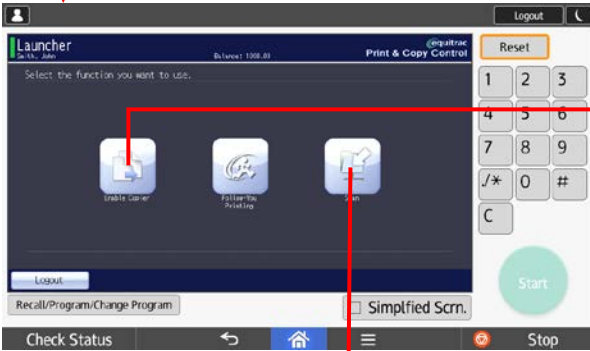 Logout
Launcher
Smith, John
Balance: 1000.00
equitrac
Print & Copy Control
Reset
Select the function you want to use.
1 2 3
4 5 6
7 8 9
./* 0 #
C
Enable Copier
Follow-You
Printing
Scan
Start
Logout
Recall/Program/Change Program
Simplfied Scrn.
Check Status
Stop